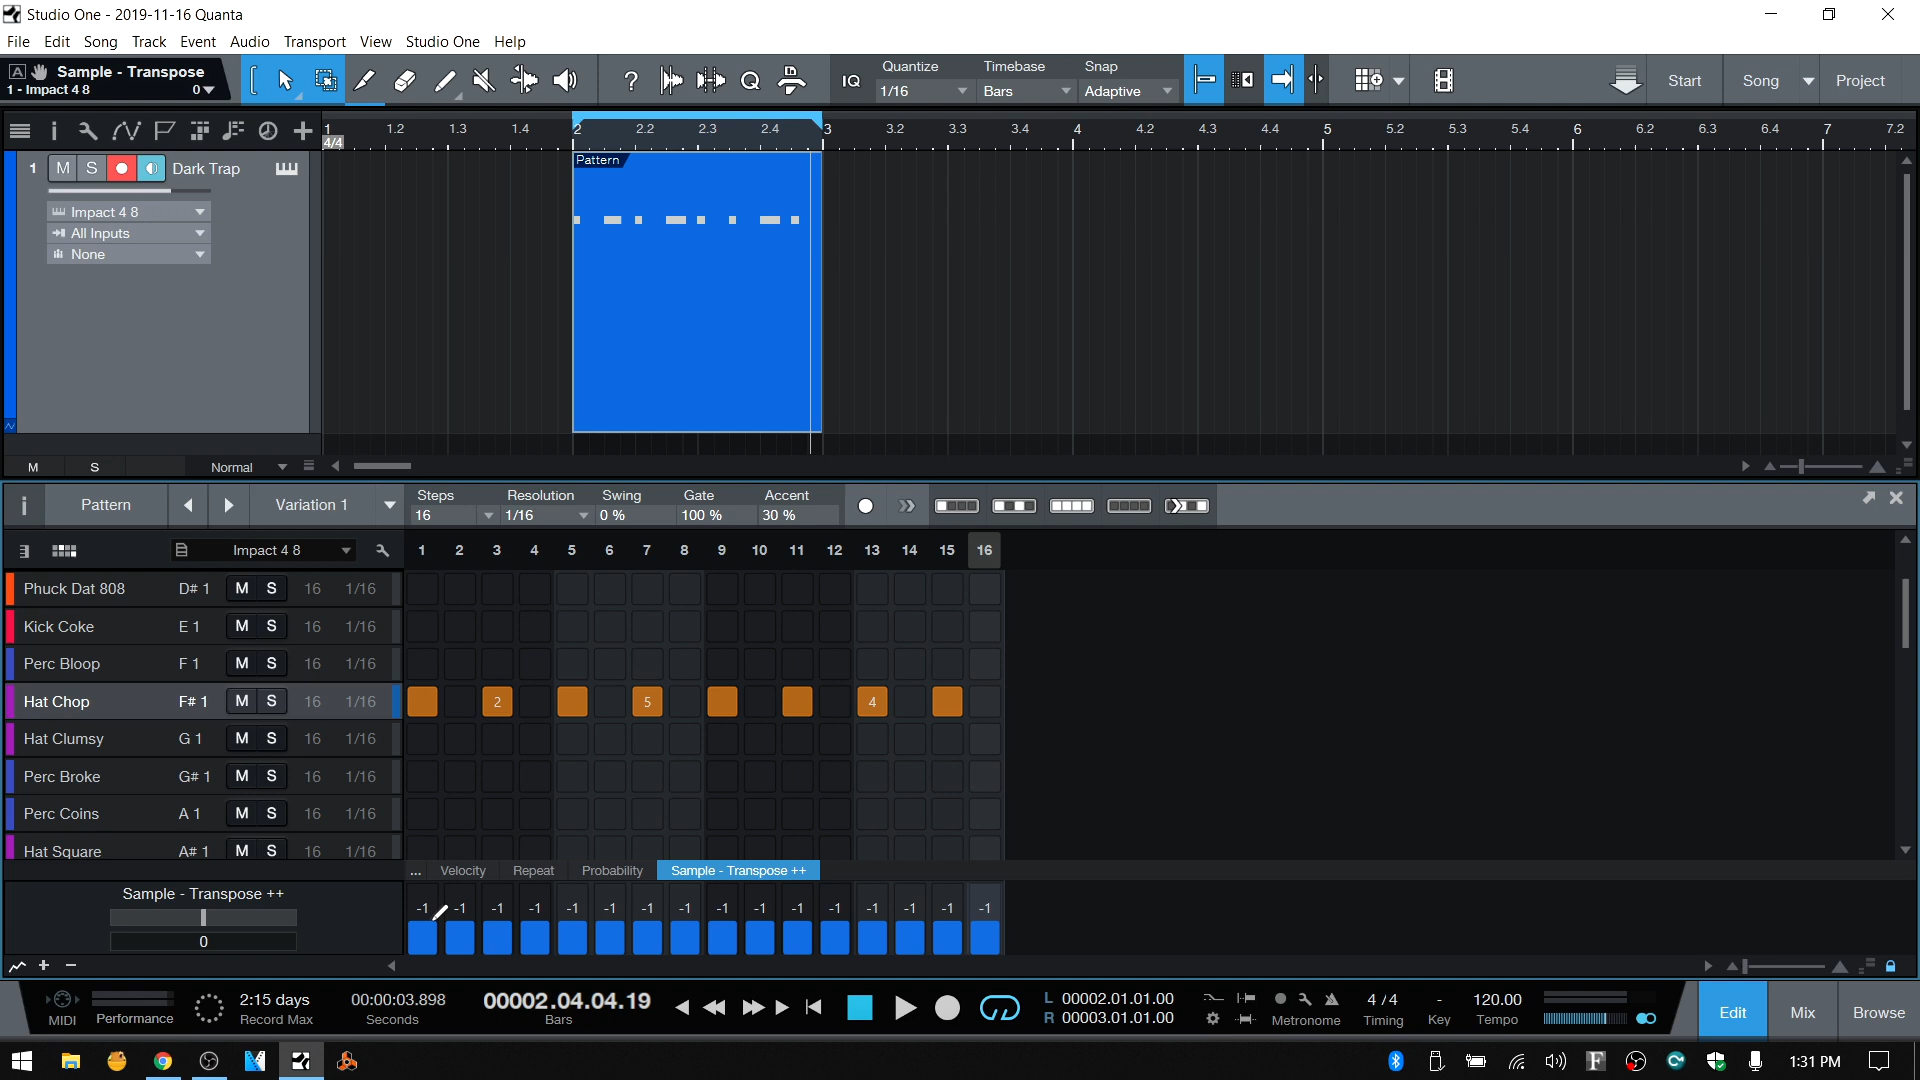 Studio One - 2019-11-16 Quanta
File Edit Song Track Event Audio Transport View Studio One Help
A Sample - Transpose
1 - Impact 4 8 0
? Q IQ
Quantize Timebase Snap
1/16 Bars Adaptive
Start Song Project
1 1.2 1.3 1.4 2 2.2 2.3 2.4 3 3.2 3.3 3.4 4 4.2 4.3 4.4 5 5.2 5.3 5.4 6 6.2 6.3 6.4 7 7.2
4/4
1 M S Dark Trap
Pattern
Impact 4 8
All Inputs
None
M S Normal
Pattern Variation 1
Steps Resolution Swing Gate Accent
16 1/16 0 % 100 % 30 %
Impact 4 8
1 2 3 4 5 6 7 8 9 10 11 12 13 14 15 16
Phuck Dat 808 D# 1 M S 16 1/16
Kick Coke E 1 M S 16 1/16
Perc Bloop F 1 M S 16 1/16
Hat Chop F# 1 M S 16 1/16 2 5 4
Hat Clumsy G 1 M S 16 1/16
Perc Broke G# 1 M S 16 1/16
Perc Coins A 1 M S 16 1/16
Hat Square A# 1 M S 16 1/16
... Velocity Repeat Probability Sample - Transpose ++
Sample - Transpose ++
-1 -1 -1 -1 -1 -1 -1 -1 -1 -1 -1 -1 -1 -1 -1 -1
0
MIDI Performance
2:15 days
Record Max
00:00:03.898
Seconds
00002.04.04.19
Bars
L 00002.01.01.00
R 00003.01.01.00
Metronome
4 / 4
Timing
-
Key
120.00
Tempo
Edit Mix Browse
1:31 PM